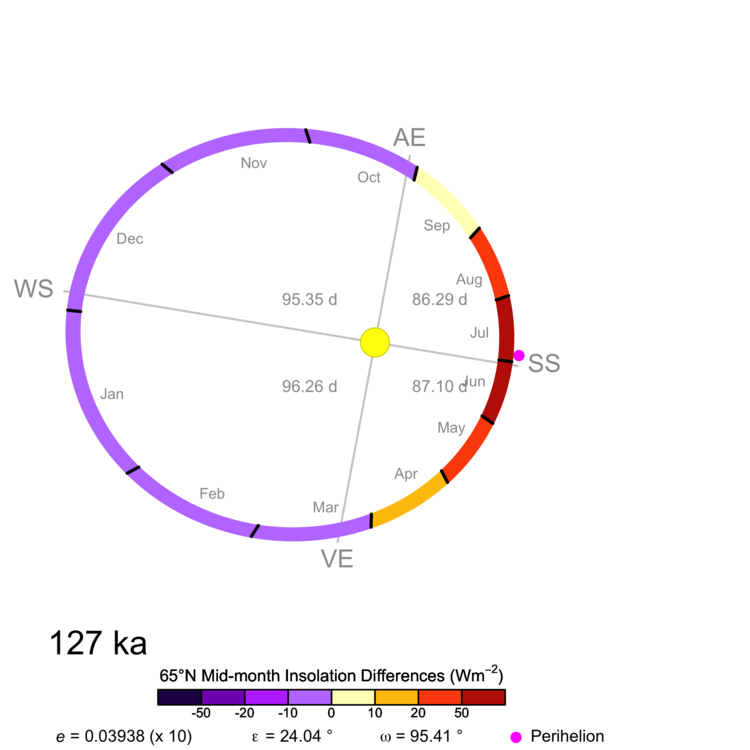 AE
Nov
Oct
Sep
Dec
Aug
WS
95.35 d
86.29 d
Jul
SS
96.26 d
87.10 d
Jun
Jan
May
Apr
Feb
Mar
VE
127 ka
65°N Mid-month Insolation Differences (Wm⁻²)
-50 -20 -10 0 10 20 50
e = 0.03938 (x 10) ε = 24.04 ° ω = 95.41 ° Perihelion